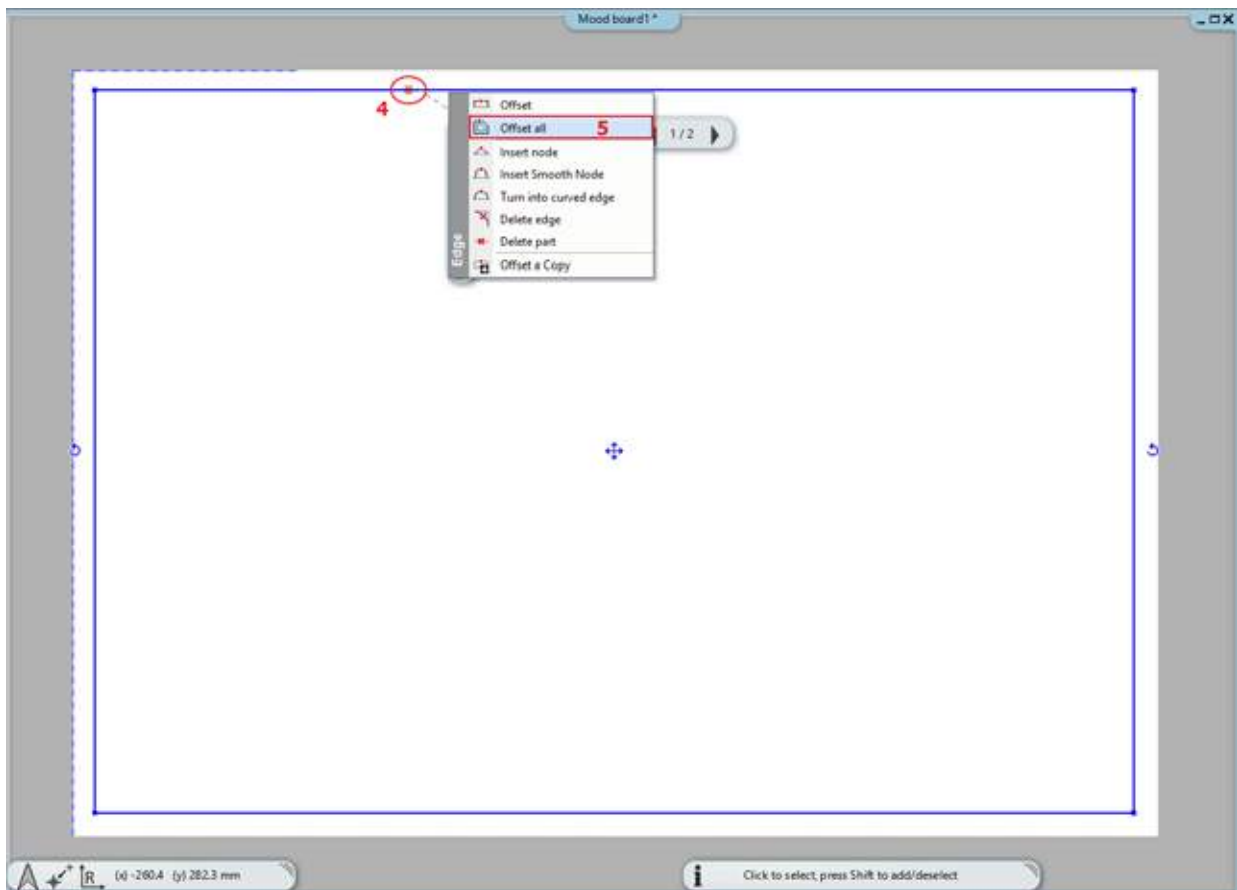 Mood board1 *
4
Offset
Offset all 5
1 / 2
Insert node
Insert Smooth Node
Turn into curved edge
Delete edge
Delete part
Offset a Copy
Edge
R (x) -260.4 (y) 282.3 mm
i Click to select, press Shift to add/deselect